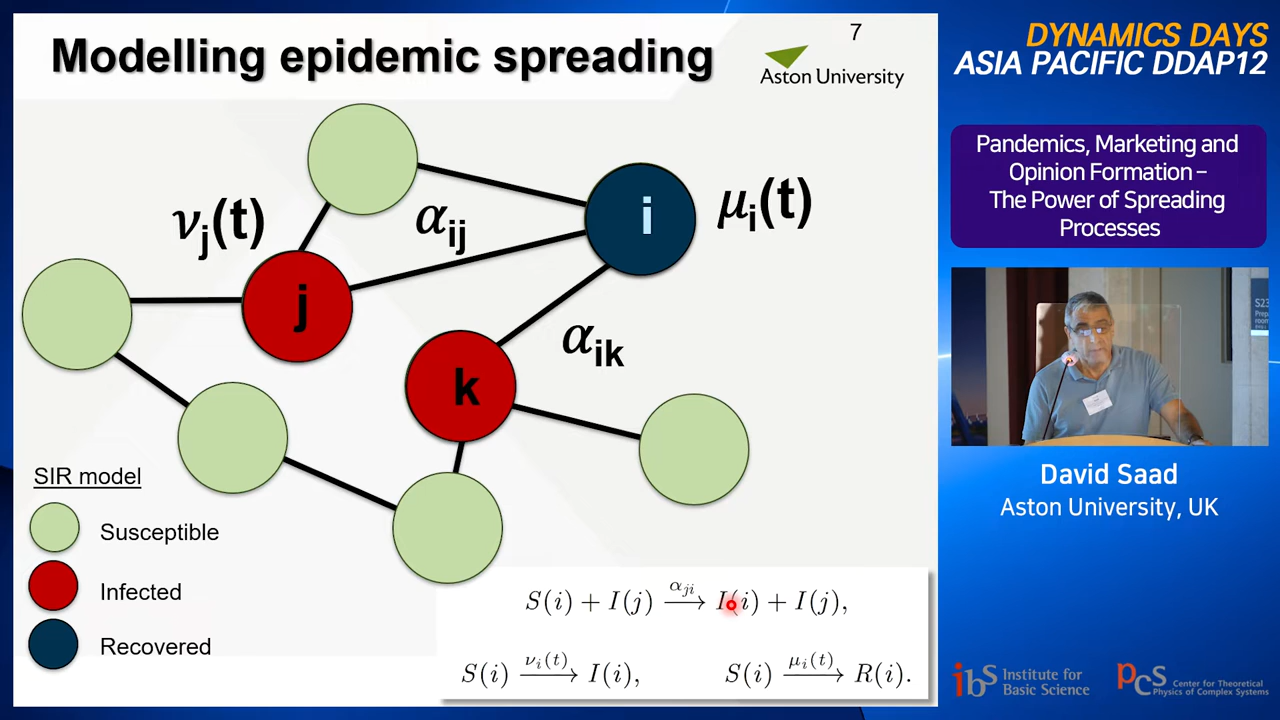 Modelling epidemic spreading
7
Aston University
νj(t)
αij
i
μi(t)
j
αik
k
SIR model
Susceptible
Infected
Recovered
S(i) + I(j) —αji→ I(i) + I(j),
S(i) —νi(t)→ I(i),
S(i) —μi(t)→ R(i).
DYNAMICS DAYS
ASIA PACIFIC DDAP12
Pandemics, Marketing and
Opinion Formation –
The Power of Spreading
Processes
S23
David Saad
Aston University, UK
ibs Institute for
Basic Science
pcs Center for Theoretical
Physics of Complex Systems